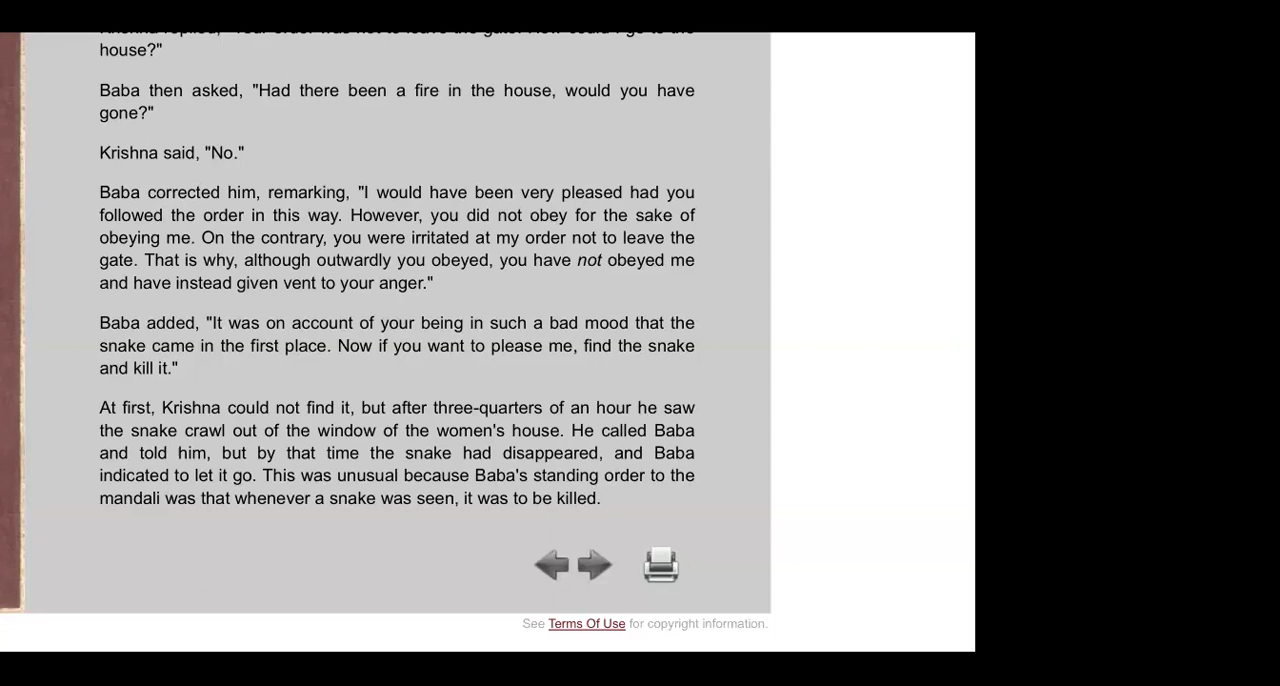 house?"
Baba then asked, "Had there been a fire in the house, would you have
gone?"
Krishna said, "No."
Baba corrected him, remarking, "I would have been very pleased had you
followed the order in this way. However, you did not obey for the sake of
obeying me. On the contrary, you were irritated at my order not to leave the
gate. That is why, although outwardly you obeyed, you have not obeyed me
and have instead given vent to your anger."
Baba added, "It was on account of your being in such a bad mood that the
snake came in the first place. Now if you want to please me, find the snake
and kill it."
At first, Krishna could not find it, but after three-quarters of an hour he saw
the snake crawl out of the window of the women's house. He called Baba
and told him, but by that time the snake had disappeared, and Baba
indicated to let it go. This was unusual because Baba's standing order to the
mandali was that whenever a snake was seen, it was to be killed.
See Terms Of Use for copyright information.